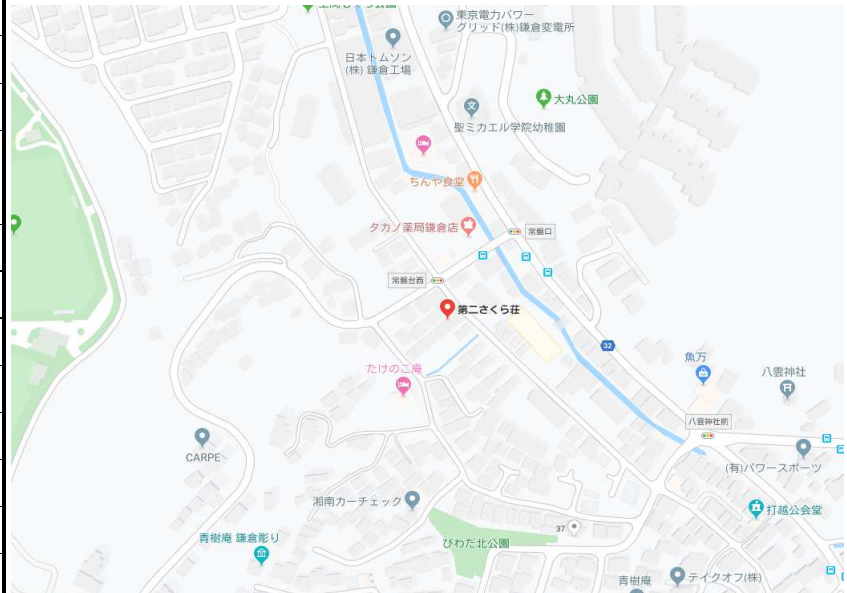 東京電力パワー
グリッド(株)鎌倉変電所
日本トムソン
(株) 鎌倉工場
大丸公園
聖ミカエル学院幼稚園
ちんや食堂
タカノ薬局鎌倉店
常盤口
常盤台西
第二さくら荘
32
魚万
八雲神社
たけのこ庵
八雲神社前
CARPE
(有)パワースポーツ
湘南カーチェック
打越公会堂
37
青樹庵 鎌倉彫り
びわだ北公園
青樹庵
テイクオフ(株)